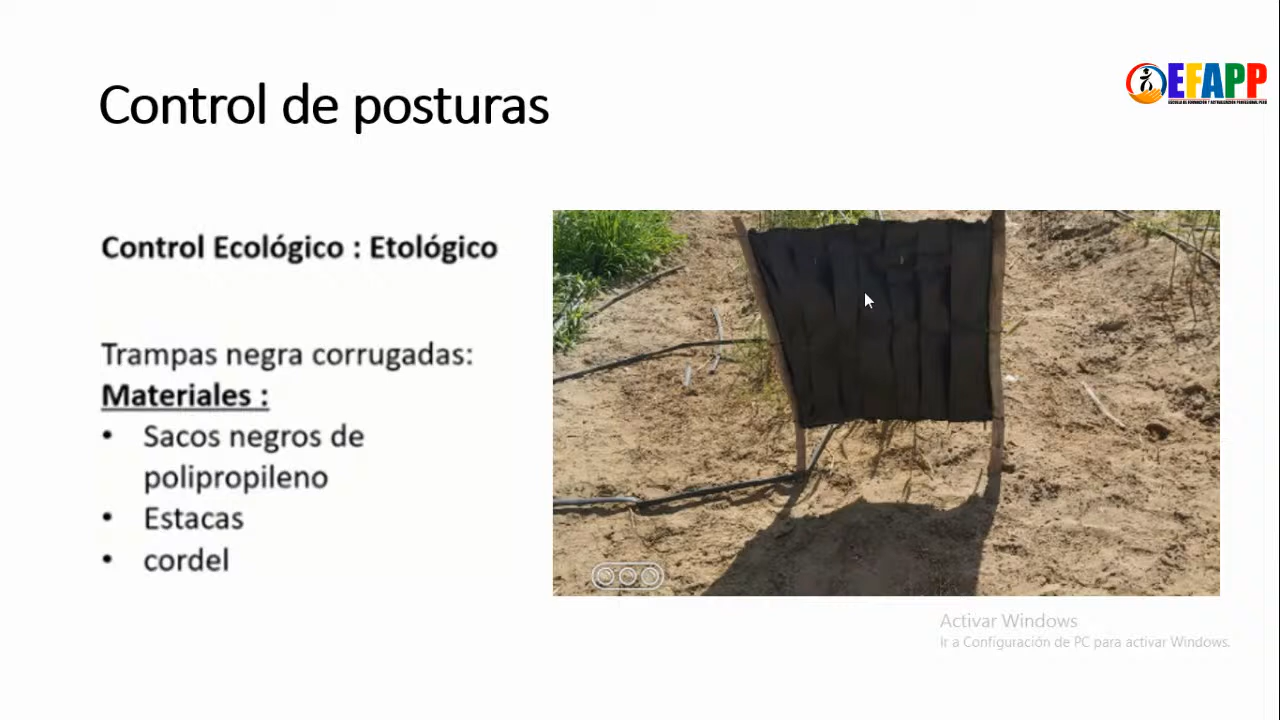 Control de posturas
EFAPP
ESCUELA DE FORMACIÓN Y ACTUALIZACIÓN PROFESIONAL PERÚ
Control Ecológico : Etológico
Trampas negra corrugadas:
Materiales :
• Sacos negros de
polipropileno
• Estacas
• cordel
Activar Windows
Ir a Configuración de PC para activar Windows.